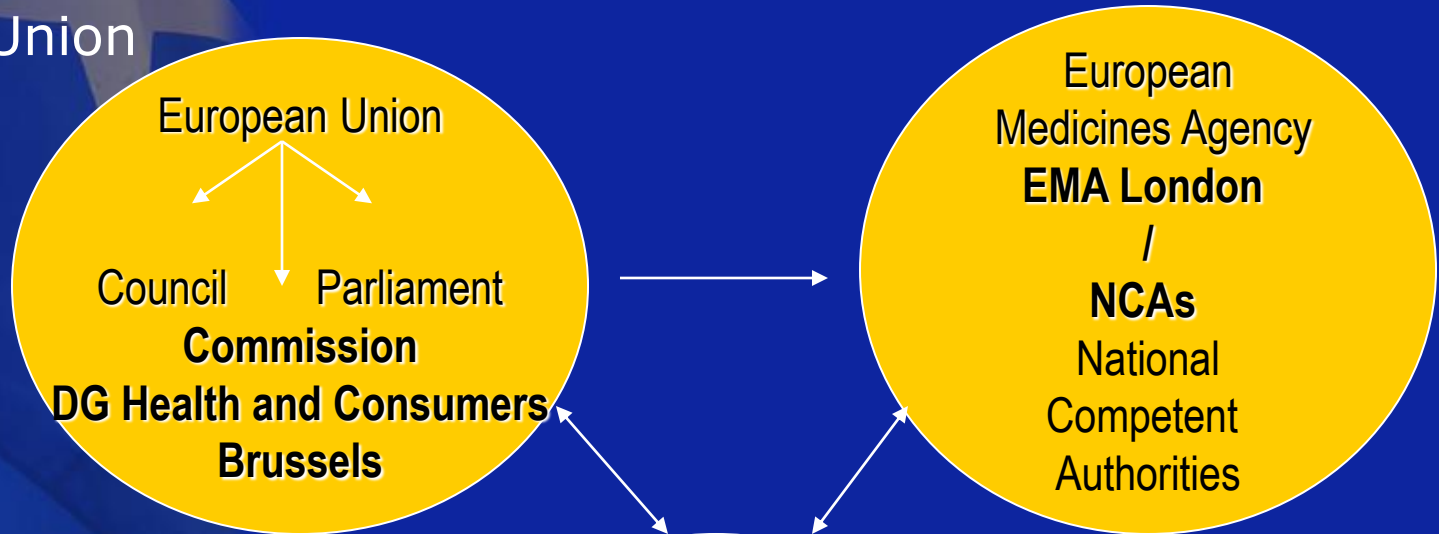 Union
European Union
Council Parliament
Commission
DG Health and Consumers
Brussels
European
Medicines Agency
EMA London
/
NCAs
National
Competent
Authorities